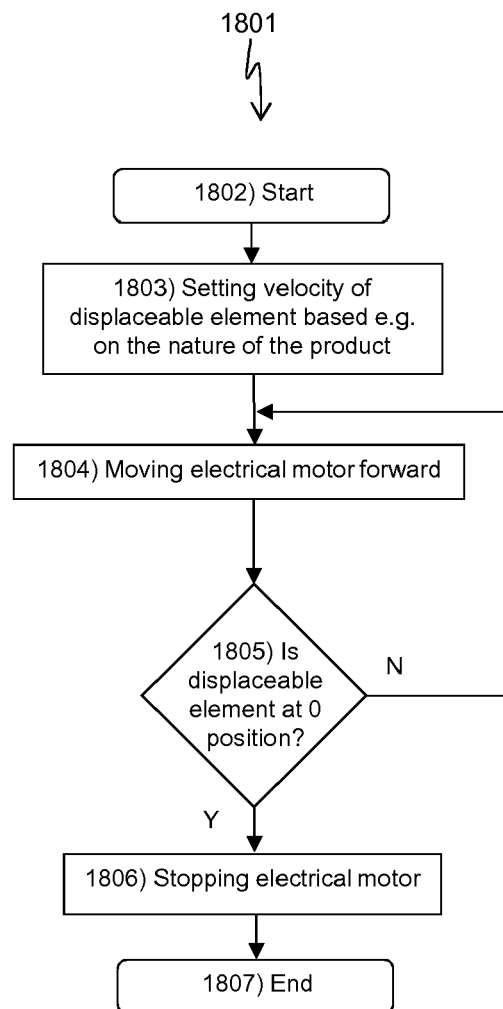 1801
1802) Start
1803) Setting velocity of
displaceable element based e.g.
on the nature of the product
1804) Moving electrical motor forward
1805) Is
displaceable
element at 0
position?
N
Y
1806) Stopping electrical motor
1807) End